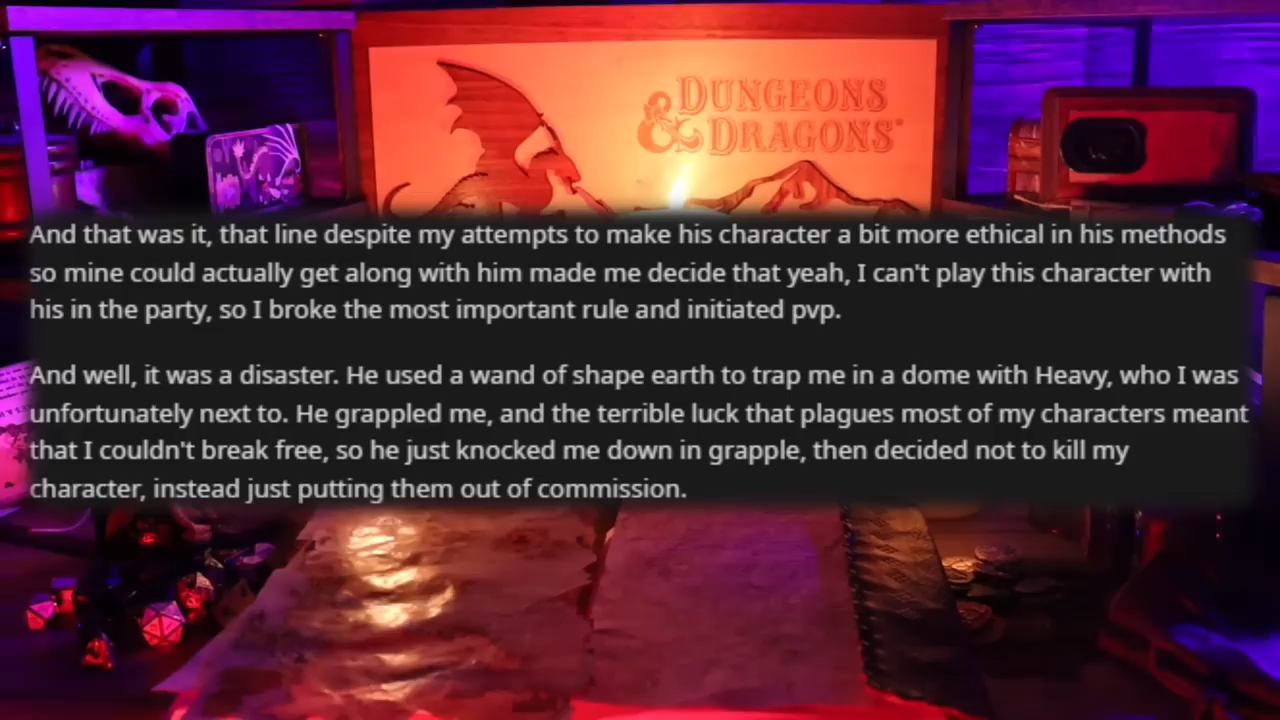 DUNGEONS
& DRAGONS
And that was it, that line despite my attempts to make his character a bit more ethical in his methods
so mine could actually get along with him made me decide that yeah, I can't play this character with
his in the party, so I broke the most important rule and initiated pvp.
And well, it was a disaster. He used a wand of shape earth to trap me in a dome with Heavy, who I was
unfortunately next to. He grappled me, and the terrible luck that plagues most of my characters meant
that I couldn't break free, so he just knocked me down in grapple, then decided not to kill my
character, instead just putting them out of commission.